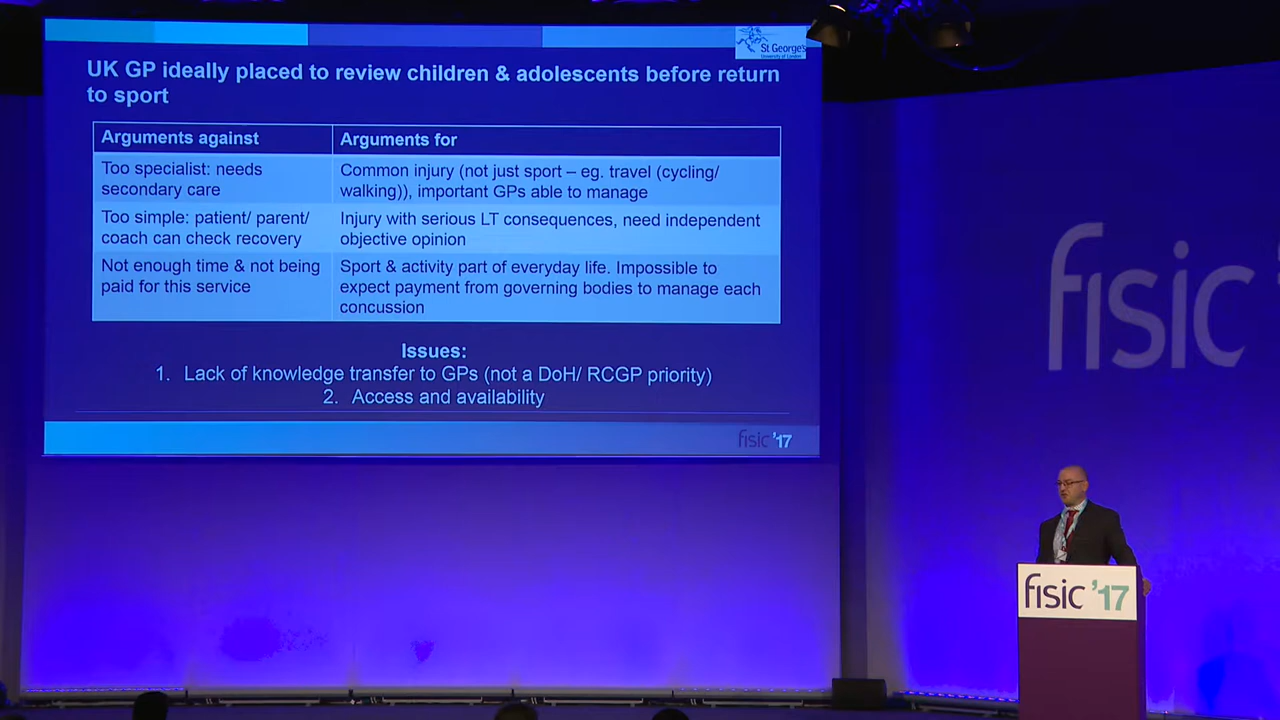 St George's
University of London
UK GP ideally placed to review children & adolescents before return
to sport
Arguments against
Arguments for
Too specialist: needs
secondary care
Common injury (not just sport – eg. travel (cycling/
walking)), important GPs able to manage
Too simple: patient/ parent/
coach can check recovery
Injury with serious LT consequences, need independent
objective opinion
Not enough time & not being
paid for this service
Sport & activity part of everyday life. Impossible to
expect payment from governing bodies to manage each
concussion
Issues:
1. Lack of knowledge transfer to GPs (not a DoH/ RCGP priority)
2. Access and availability
fisic '17
fisic
fisic '17